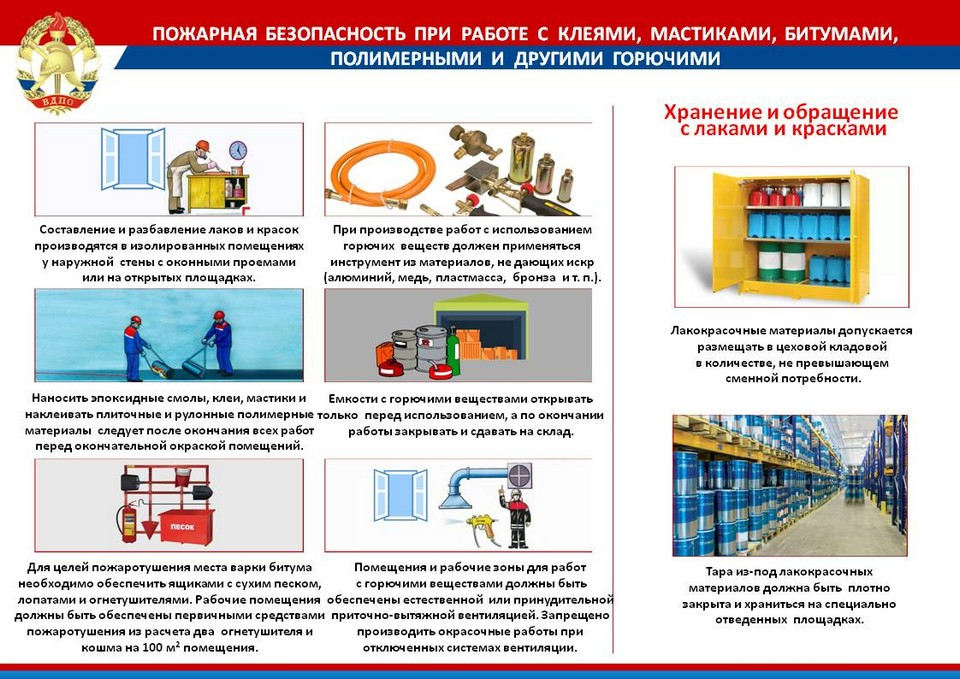 ПОЖАРНАЯ БЕЗОПАСНОСТЬ ПРИ РАБОТЕ С КЛЕЯМИ, МАСТИКАМИ, БИТУМАМИ,
ПОЛИМЕРНЫМИ И ДРУГИМИ ГОРЮЧИМИ
ВДПО
Составление и разбавление лаков и красок
производятся в изолированных помещениях
у наружной стены с оконными проемами
или на открытых площадках.
При производстве работ с использованием
горючих веществ должен применяться
инструмент из материалов, не дающих искр
(алюминий, медь, пластмасса, бронза и т. п.).
Наносить эпоксидные смолы, клеи, мастики и
наклеивать плиточные и рулонные полимерные
материалы следует после окончания всех работ
перед окончательной окраской помещений.
Емкости с горючими веществами открывать
только перед использованием, а по окончании
работы закрывать и сдавать на склад.
ПЕСОК
Для целей пожаротушения места варки битума
необходимо обеспечить ящиками с сухим песком,
лопатами и огнетушителями. Рабочие помещения
должны быть обеспечены первичными средствами
пожаротушения из расчета два огнетушителя и
кошма на 100 м² помещения.
Помещения и рабочие зоны для работ
с горючими веществами должны быть
обеспечены естественной или принудительной
приточно-вытяжной вентиляцией. Запрещено
производить окрасочные работы при
отключенных системах вентиляции.
Хранение и обращение
с лаками и красками
Лакокрасочные материалы допускается
размещать в цеховой кладовой
в количестве, не превышающем
сменной потребности.
Тара из-под лакокрасочных
материалов должна быть плотно
закрыта и храниться на специально
отведенных площадках.